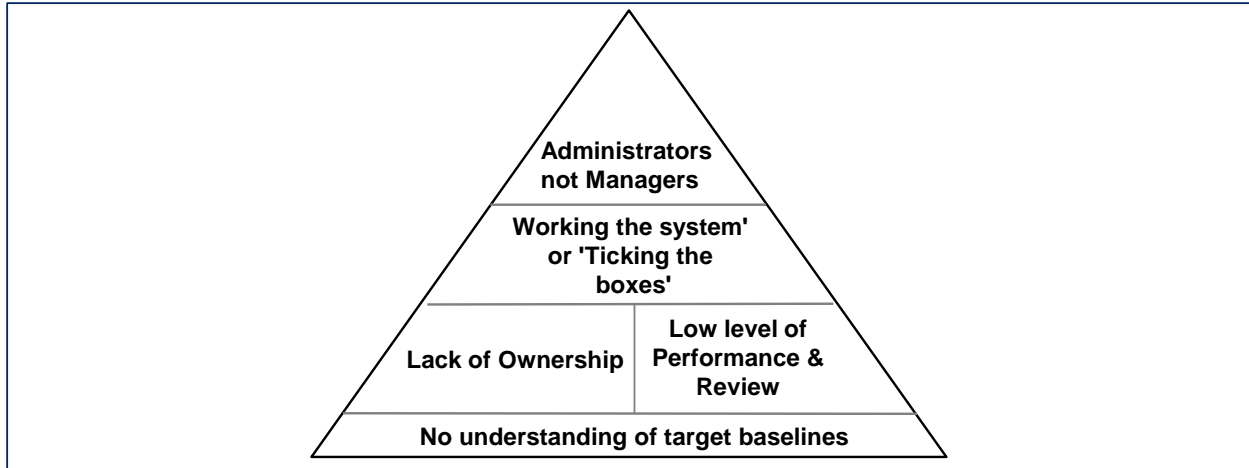 Administrators
not Managers
Working the system'
or 'Ticking the
boxes'
Lack of Ownership
Low level of
Performance &
Review
No understanding of target baselines